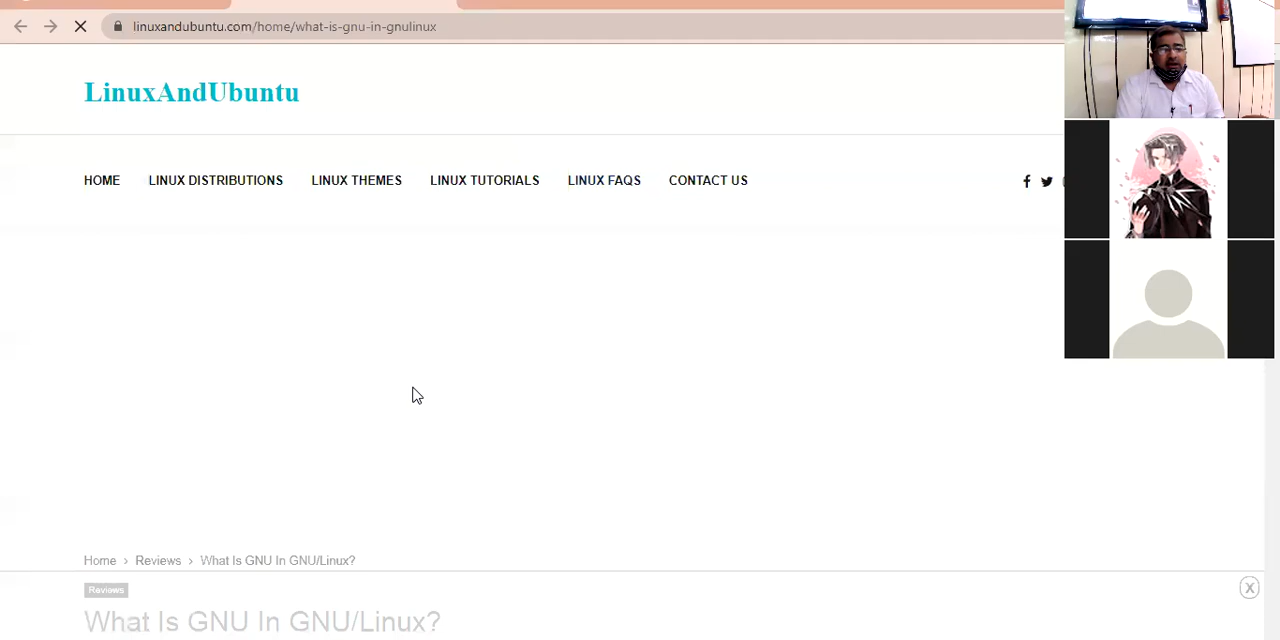 linuxandubuntu.com/home/what-is-gnu-in-gnulinux
LinuxAndUbuntu
HOME LINUX DISTRIBUTIONS LINUX THEMES LINUX TUTORIALS LINUX FAQS CONTACT US
Home › Reviews › What Is GNU In GNU/Linux?
Reviews
What Is GNU In GNU/Linux?